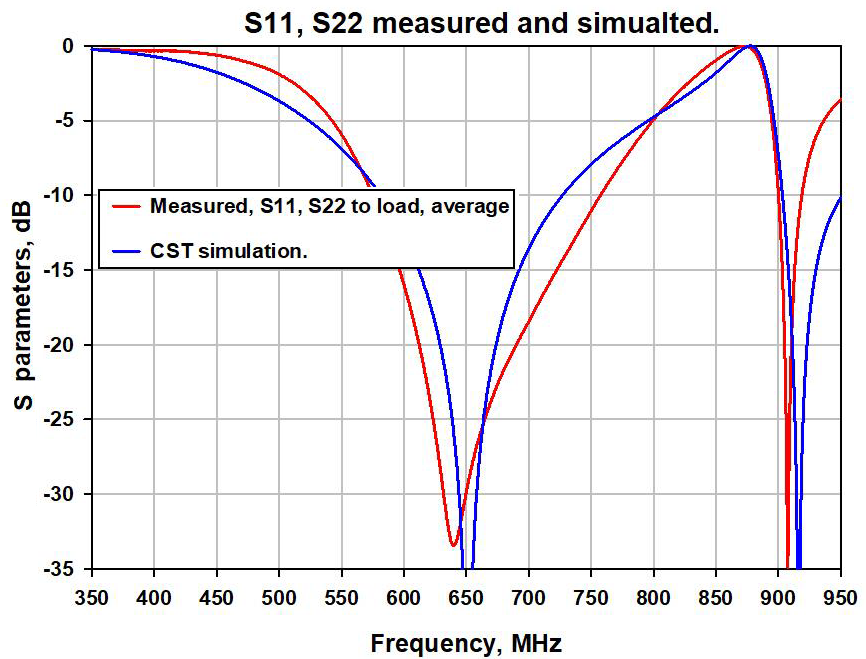 S11, S22 measured and simualted.
0
-5
-10
-15
-20
-25
-30
-35
S parameters, dB
Measured, S11, S22 to load, average
CST simulation.
350 400 450 500 550 600 650 700 750 800 850 900 950
Frequency, MHz